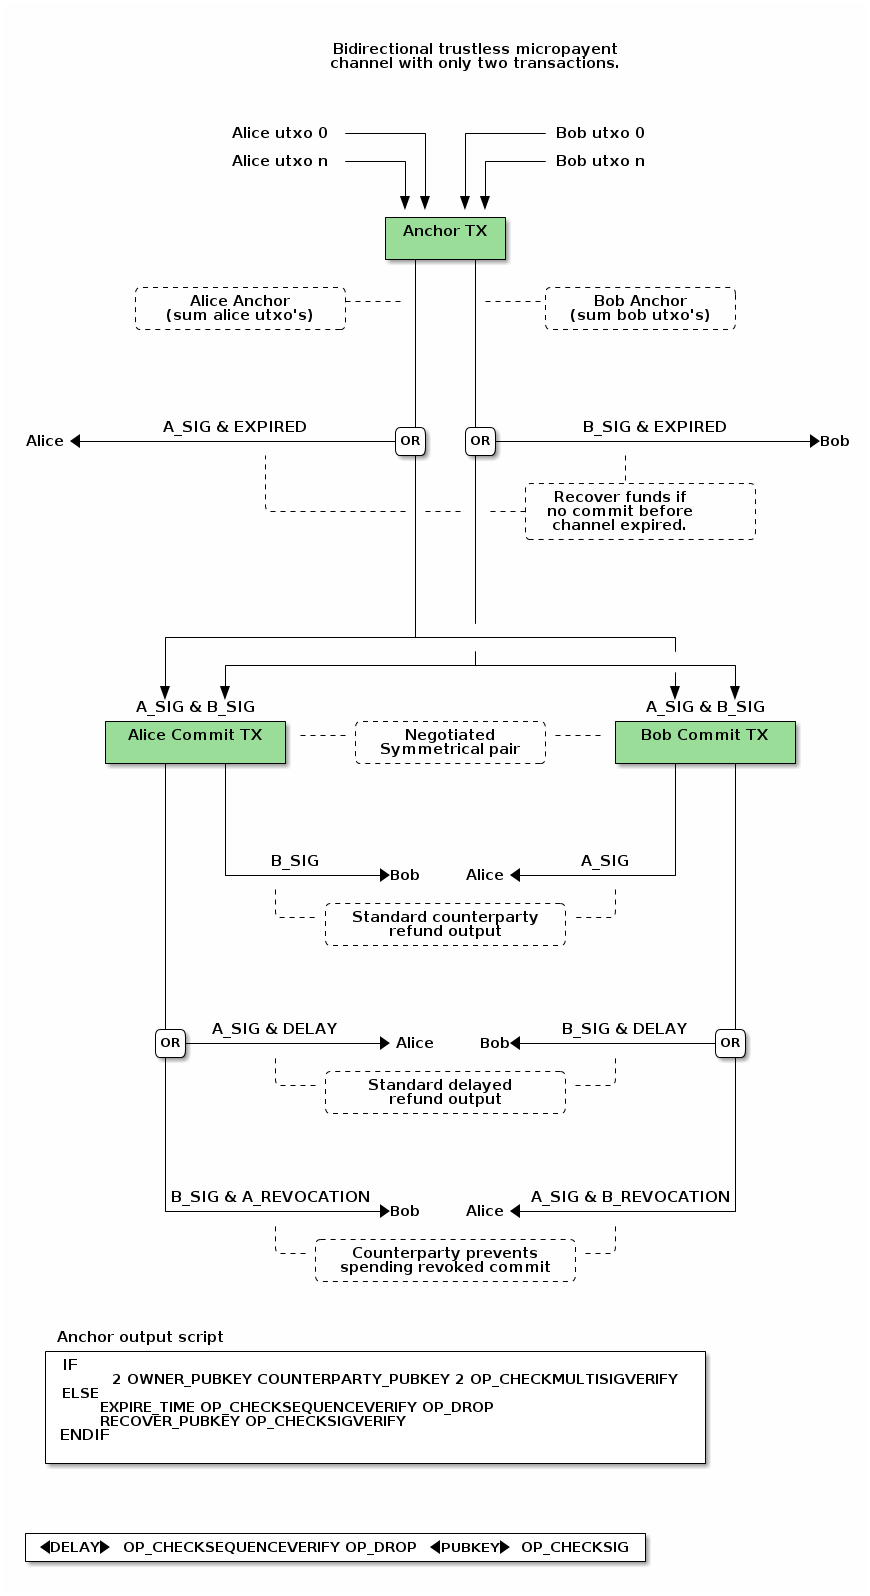 Bidirectional trustless micropayent
channel with only two transactions.
Alice utxo 0
Bob utxo 0
Alice utxo n
Bob utxo n
Anchor TX
Alice Anchor
(sum alice utxo's)
Bob Anchor
(sum bob utxo's)
A_SIG & EXPIRED
B_SIG & EXPIRED
Alice
OR
OR
Bob
Recover funds if
no commit before
channel expired.
A_SIG & B_SIG
A_SIG & B_SIG
Alice Commit TX
Negotiated
Symmetrical pair
Bob Commit TX
B_SIG
A_SIG
Bob
Alice
Standard counterparty
refund output
A_SIG & DELAY
B_SIG & DELAY
OR
Alice
Bob
OR
Standard delayed
refund output
B_SIG & A_REVOCATION
A_SIG & B_REVOCATION
Bob
Alice
Counterparty prevents
spending revoked commit
Anchor output script
IF
2 OWNER_PUBKEY COUNTERPARTY_PUBKEY 2 OP_CHECKMULTISIGVERIFY
ELSE
EXPIRE_TIME OP_CHECKSEQUENCEVERIFY OP_DROP
RECOVER_PUBKEY OP_CHECKSIGVERIFY
ENDIF
DELAY OP_CHECKSEQUENCEVERIFY OP_DROP PUBKEY OP_CHECKSIG